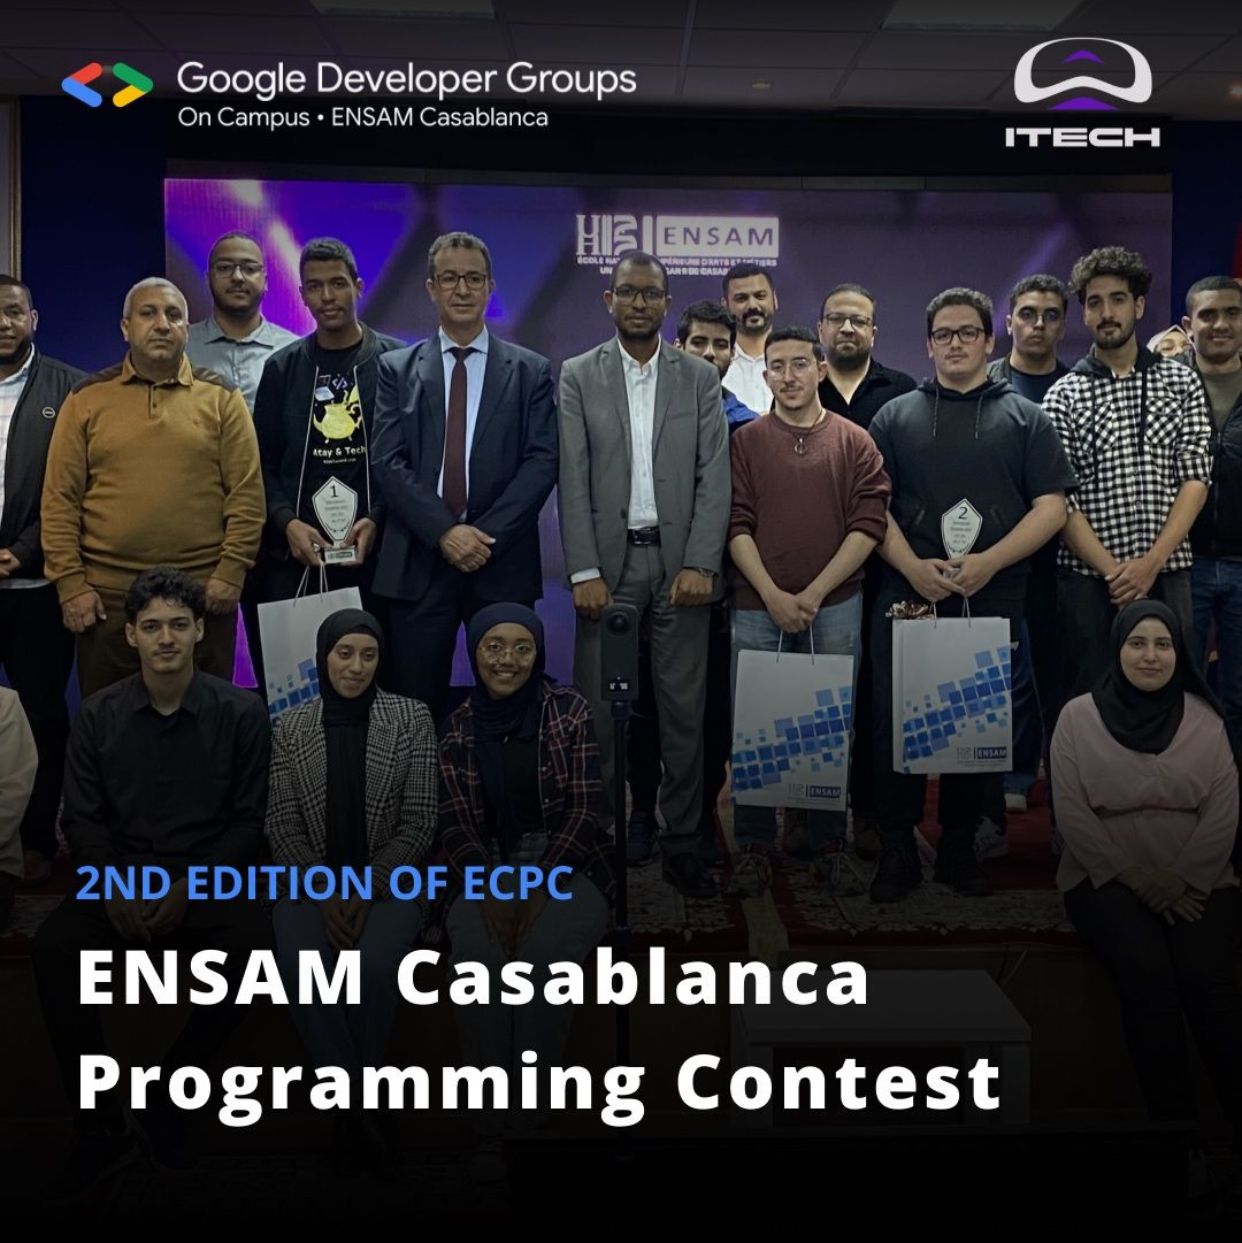 Google Developer Groups
On Campus • ENSAM Casablanca
ITECH
ENSAM
Atay & Tech
1
2
ENSAM
ENSAM
2ND EDITION OF ECPC
ENSAM Casablanca
Programming Contest